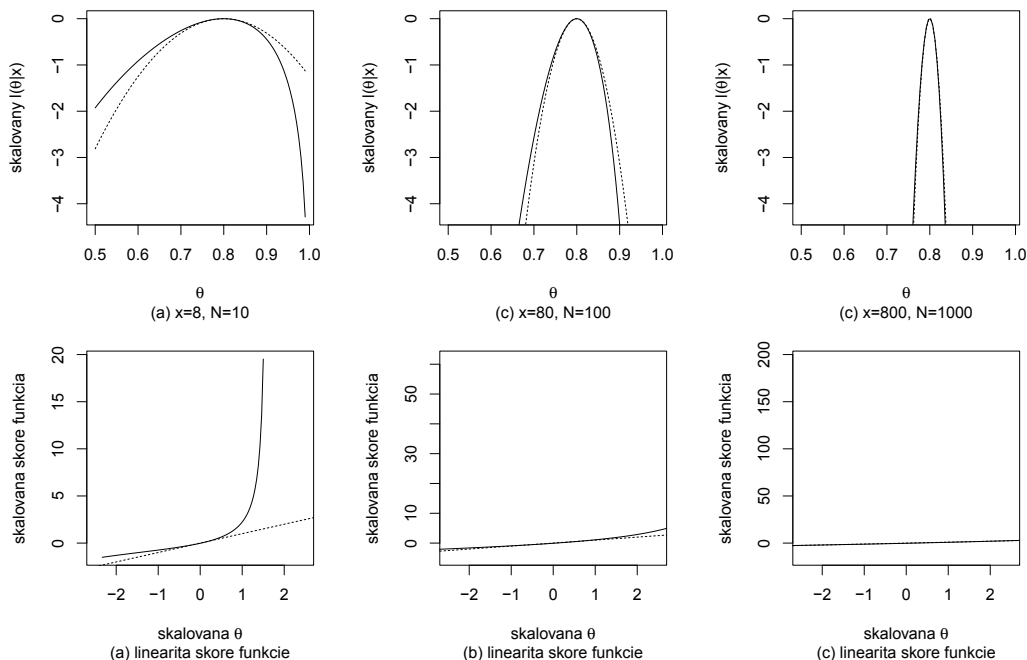 0
−1
−2
−3
−4
skalovany l(θ|x)
0.5 0.6 0.7 0.8 0.9 1.0
θ
(a) x=8, N=10
0
−1
−2
−3
−4
skalovany l(θ|x)
0.5 0.6 0.7 0.8 0.9 1.0
θ
(c) x=80, N=100
0
−1
−2
−3
−4
skalovany l(θ|x)
0.5 0.6 0.7 0.8 0.9 1.0
θ
(c) x=800, N=1000
20
15
10
5
0
skalovana skore funkcia
−2 −1 0 1 2
skalovana θ
(a) linearita skore funkcie
50
40
30
10
0
skalovana skore funkcia
−2 −1 0 1 2
skalovana θ
(b) linearita skore funkcie
200
150
100
50
0
skalovana skore funkcia
−2 −1 0 1 2
skalovana θ
(c) linearita skore funkcie